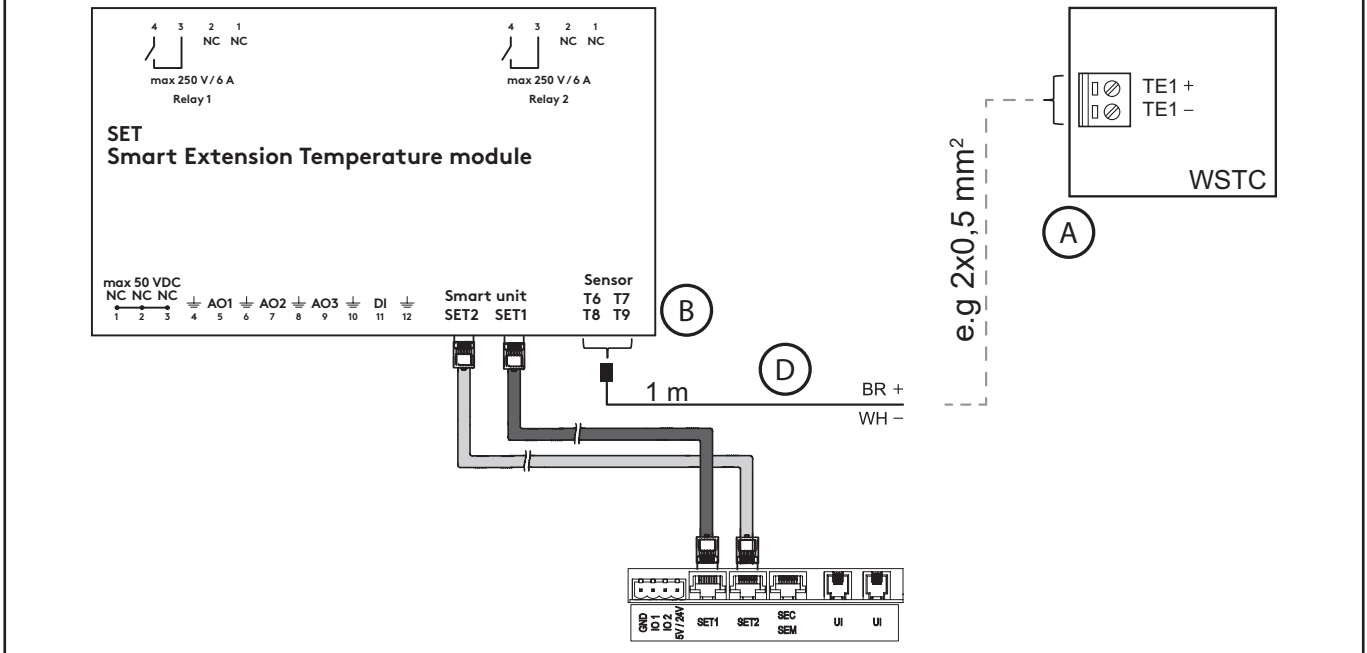 4 3 2 1
NC NC
max 250 V / 6 A
Relay 1
4 3 2 1
NC NC
max 250 V / 6 A
Relay 2
SET
Smart Extension Temperature module
max 50 VDC
NC NC NC AO1 AO2 AO3 DI
1 2 3 4 5 6 7 8 9 10 11 12
Smart unit
SET2 SET1
Sensor
T6 T7
T8 T9
B
D
1 m
BR +
WH –
e.g 2x0,5 mm²
A
TE1 +
TE1 –
WSTC
GND
IO 1
IO 2
5V / 24V
SET1
SET2
SEC
SEM
UI
UI